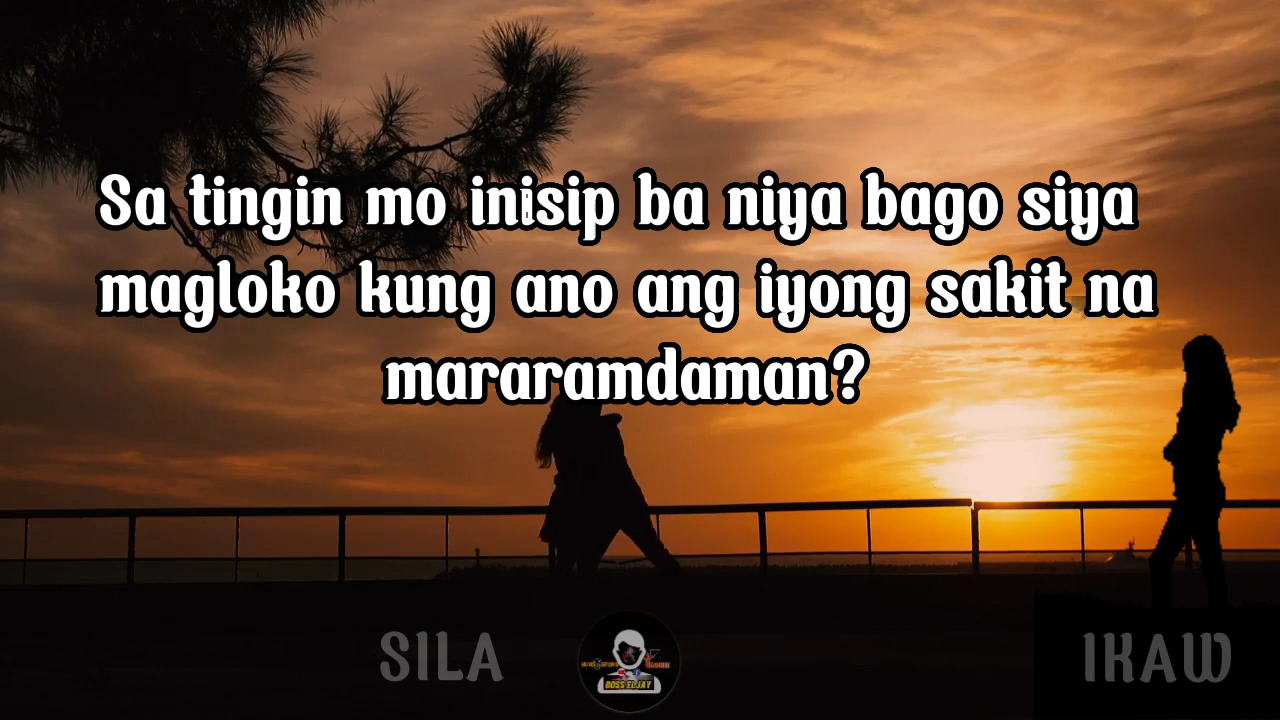 Sa tingin mo inisip ba niya bago siya
magloko kung ano ang iyong sakit na
mararamdaman?
SILA
IKAW
BOSS ELJAY